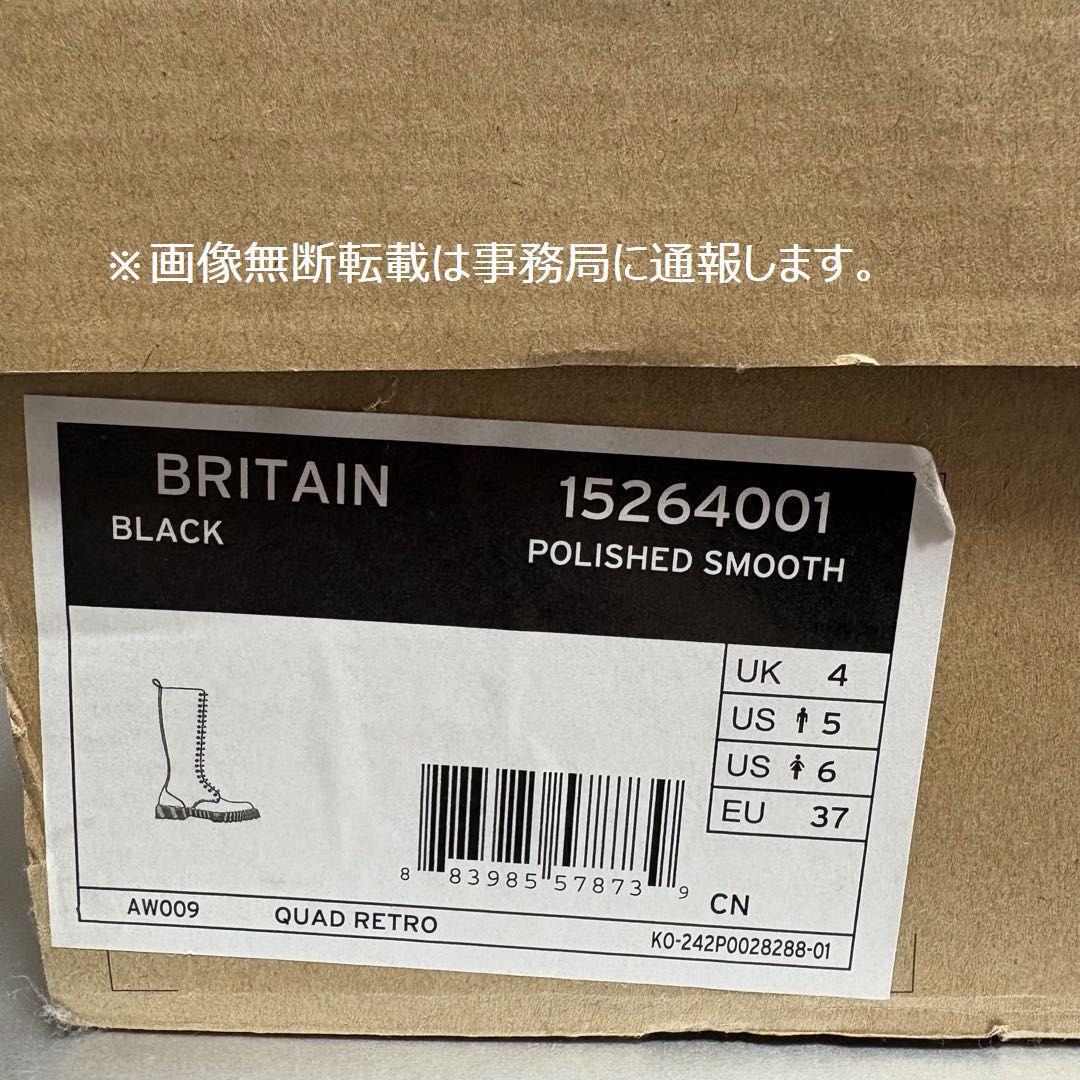 ※画像無断転載は事務局に通報します。
BRITAIN 15264001
BLACK POLISHED SMOOTH
UK 4
US 5
US 6
EU 37
8 83985 57873 9 CN
AW009 QUAD RETRO K0-242P0028288-01